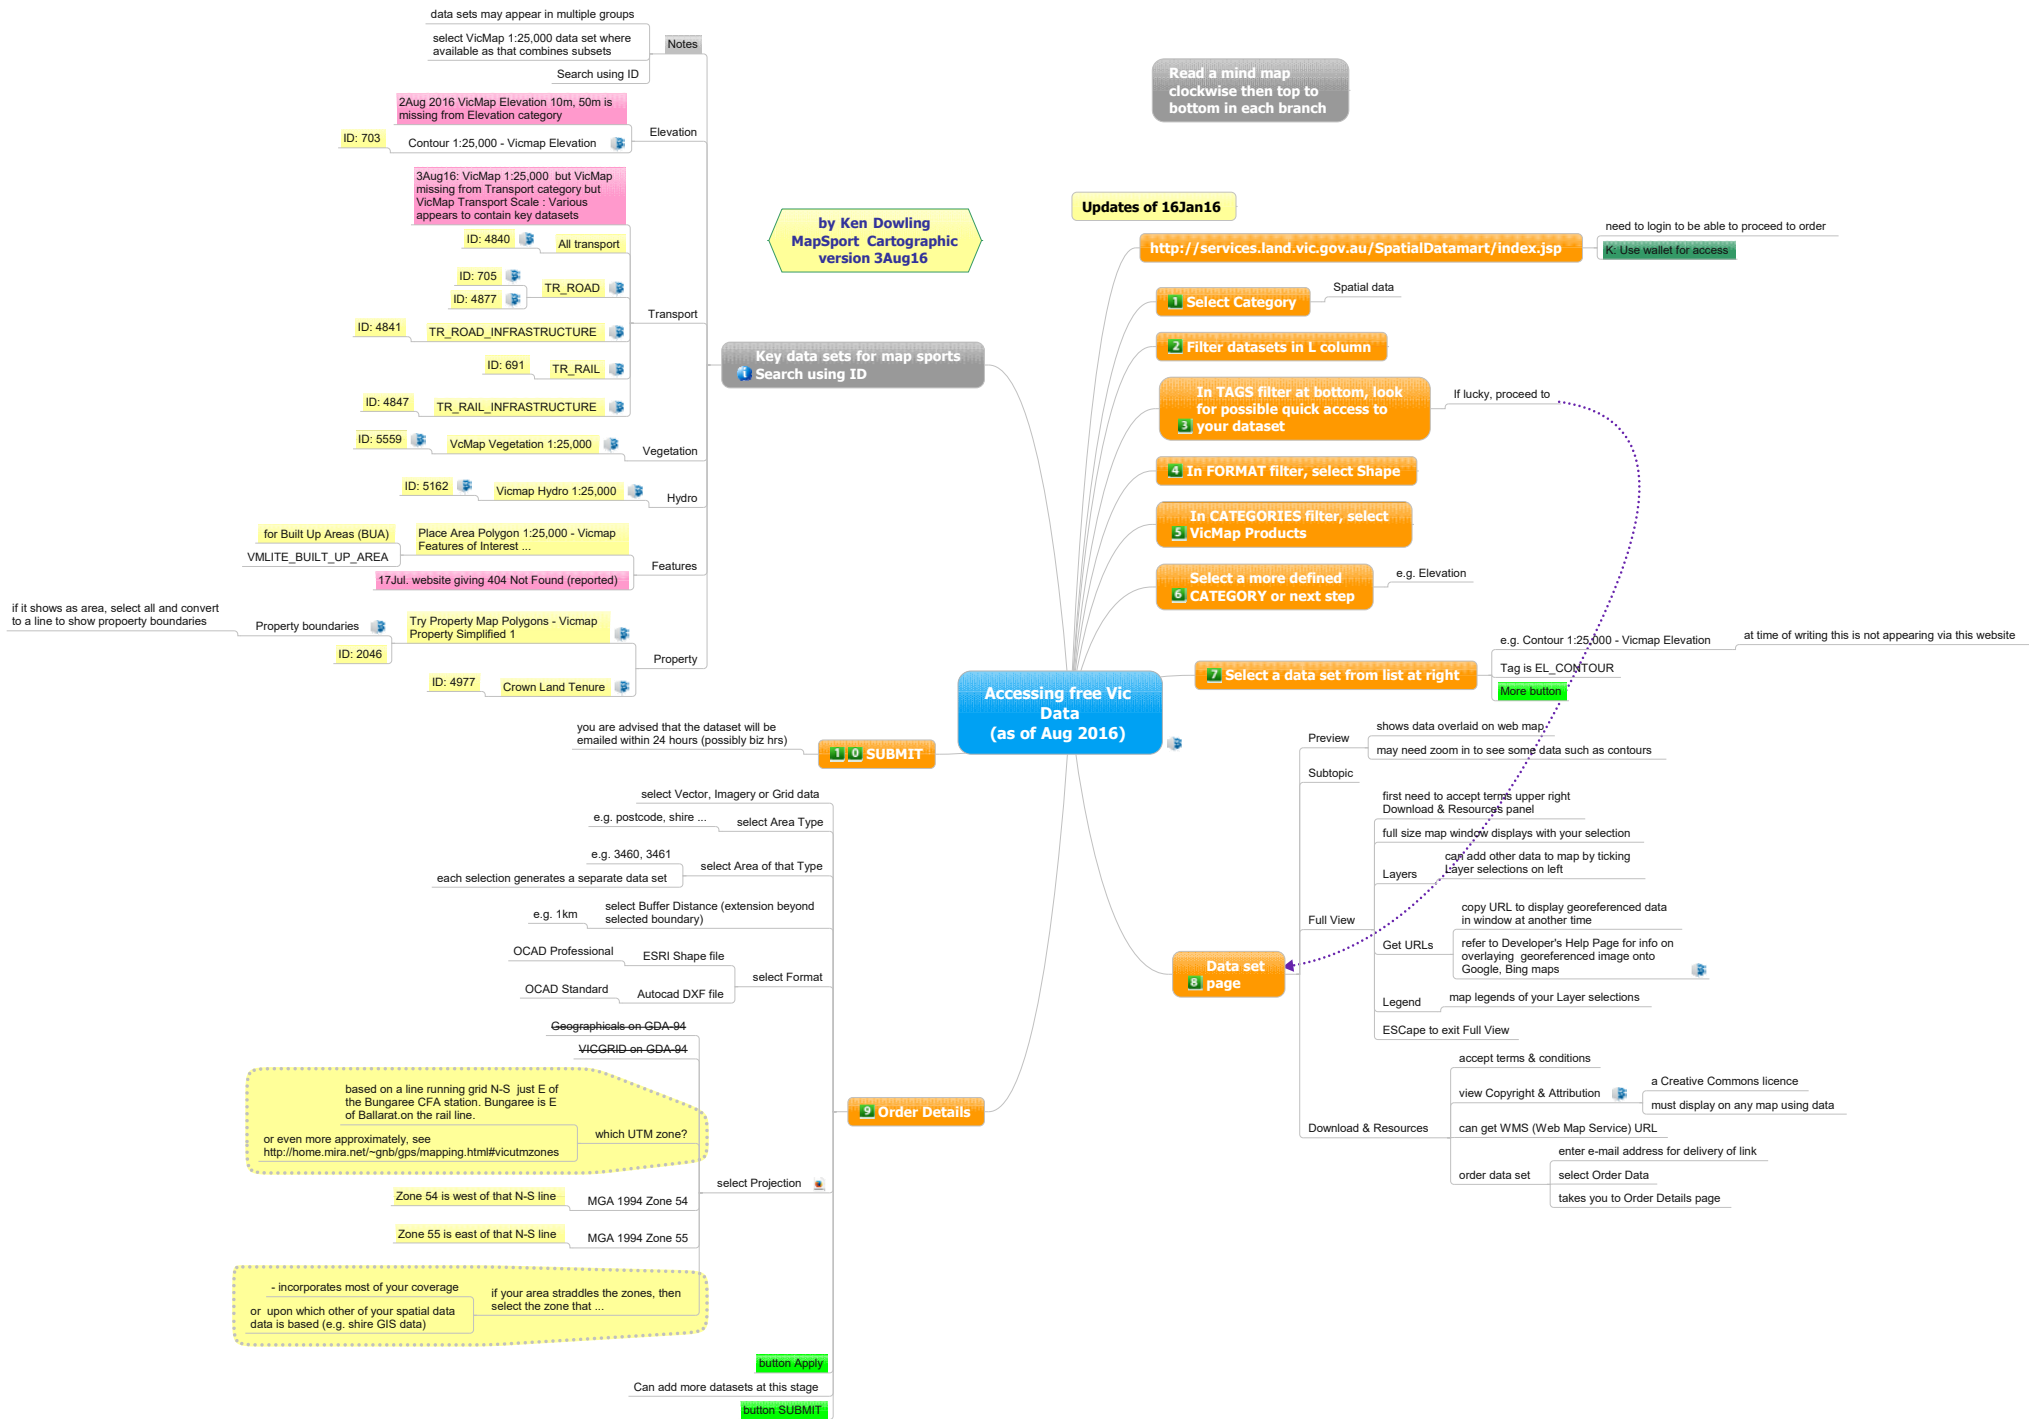 Read a mind map
clockwise then top to
bottom in each branch
Updates of 16Jan16
by Ken Dowling
MapSport Cartographic
version 3Aug16
Accessing free Vic
Data
(as of Aug 2016)
http://services.land.vic.gov.au/SpatialDatamart/index.jsp
need to login to be able to proceed to order
K: Use wallet for access
1 Select Category
Spatial data
2 Filter datasets in L column
In TAGS filter at bottom, look
for possible quick access to
3 your dataset
If lucky, proceed to
4 In FORMAT filter, select Shape
In CATEGORIES filter, select
5 VicMap Products
Select a more defined
6 CATEGORY or next step
e.g. Elevation
7 Select a data set from list at right
e.g. Contour 1:25,000 - Vicmap Elevation
at time of writing this is not appearing via this website
Tag is EL_CONTOUR
More button
Data set
8 page
Preview
shows data overlaid on web map
may need zoom in to see some data such as contours
Subtopic
Full View
first need to accept terms upper right
Download & Resources panel
full size map window displays with your selection
Layers
can add other data to map by ticking
Layer selections on left
Get URLs
copy URL to display georeferenced data
in window at another time
refer to Developer's Help Page for info on
overlaying georeferenced image onto
Google, Bing maps
Legend
map legends of your Layer selections
ESCape to exit Full View
Download & Resources
accept terms & conditions
view Copyright & Attribution
a Creative Commons licence
must display on any map using data
can get WMS (Web Map Service) URL
order data set
enter e-mail address for delivery of link
select Order Data
takes you to Order Details page
9 Order Details
select Vector, Imagery or Grid data
select Area Type
e.g. postcode, shire ...
select Area of that Type
e.g. 3460, 3461
each selection generates a separate data set
select Buffer Distance (extension beyond
selected boundary)
e.g. 1km
select Format
ESRI Shape file
OCAD Professional
Autocad DXF file
OCAD Standard
select Projection
Geographicals on GDA-94
VICGRID on GDA-94
which UTM zone?
based on a line running grid N-S just E of
the Bungaree CFA station. Bungaree is E
of Ballarat.on the rail line.
or even more approximately, see
http://home.mira.net/~gnb/gps/mapping.html#vicutmzones
MGA 1994 Zone 54
Zone 54 is west of that N-S line
MGA 1994 Zone 55
Zone 55 is east of that N-S line
if your area straddles the zones, then
select the zone that ...
- incorporates most of your coverage
or upon which other of your spatial data
data is based (e.g. shire GIS data)
button Apply
Can add more datasets at this stage
button SUBMIT
1 0 SUBMIT
you are advised that the dataset will be
emailed within 24 hours (possibly biz hrs)
Key data sets for map sports
Search using ID
Notes
data sets may appear in multiple groups
select VicMap 1:25,000 data set where
available as that combines subsets
Search using ID
Elevation
2Aug 2016 VicMap Elevation 10m, 50m is
missing from Elevation category
Contour 1:25,000 - Vicmap Elevation
ID: 703
Transport
3Aug16: VicMap 1:25,000 but VicMap
missing from Transport category but
VicMap Transport Scale : Various
appears to contain key datasets
All transport
ID: 4840
TR_ROAD
ID: 705
ID: 4877
TR_ROAD_INFRASTRUCTURE
ID: 4841
TR_RAIL
ID: 691
TR_RAIL_INFRASTRUCTURE
ID: 4847
Vegetation
VcMap Vegetation 1:25,000
ID: 5559
Hydro
Vicmap Hydro 1:25,000
ID: 5162
Features
Place Area Polygon 1:25,000 - Vicmap
Features of Interest ...
for Built Up Areas (BUA)
VMLITE_BUILT_UP_AREA
17Jul. website giving 404 Not Found (reported)
Property
Try Property Map Polygons - Vicmap
Property Simplified 1
Property boundaries
if it shows as area, select all and convert
to a line to show propoerty boundaries
ID: 2046
Crown Land Tenure
ID: 4977